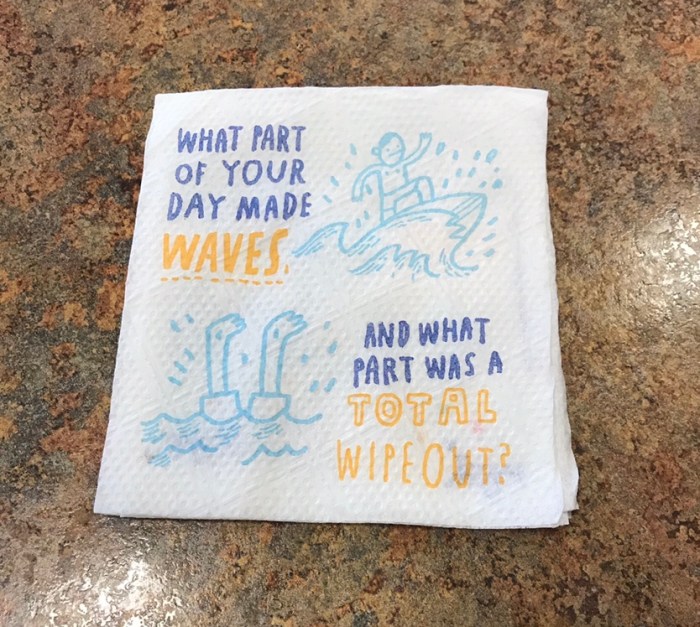 WHAT PART
OF YOUR
DAY MADE
WAVES,
AND WHAT
PART WAS A
TOTAL
WIPEOUT?